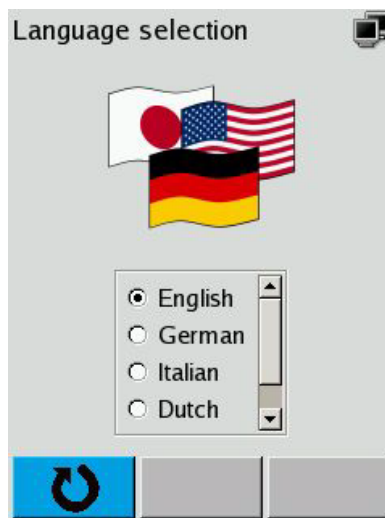 Language selection
English
German
Italian
Dutch